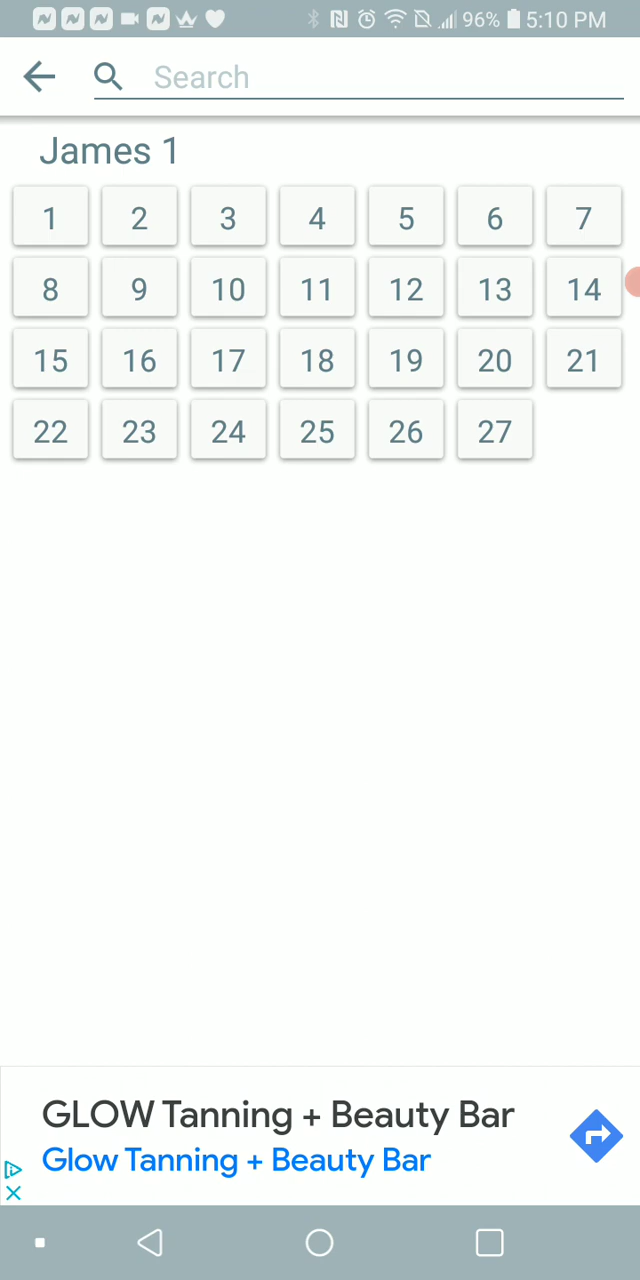 96% 5:10 PM
Search
James 1
1 2 3 4 5 6 7
8 9 10 11 12 13 14
15 16 17 18 19 20 21
22 23 24 25 26 27
GLOW Tanning + Beauty Bar
Glow Tanning + Beauty Bar